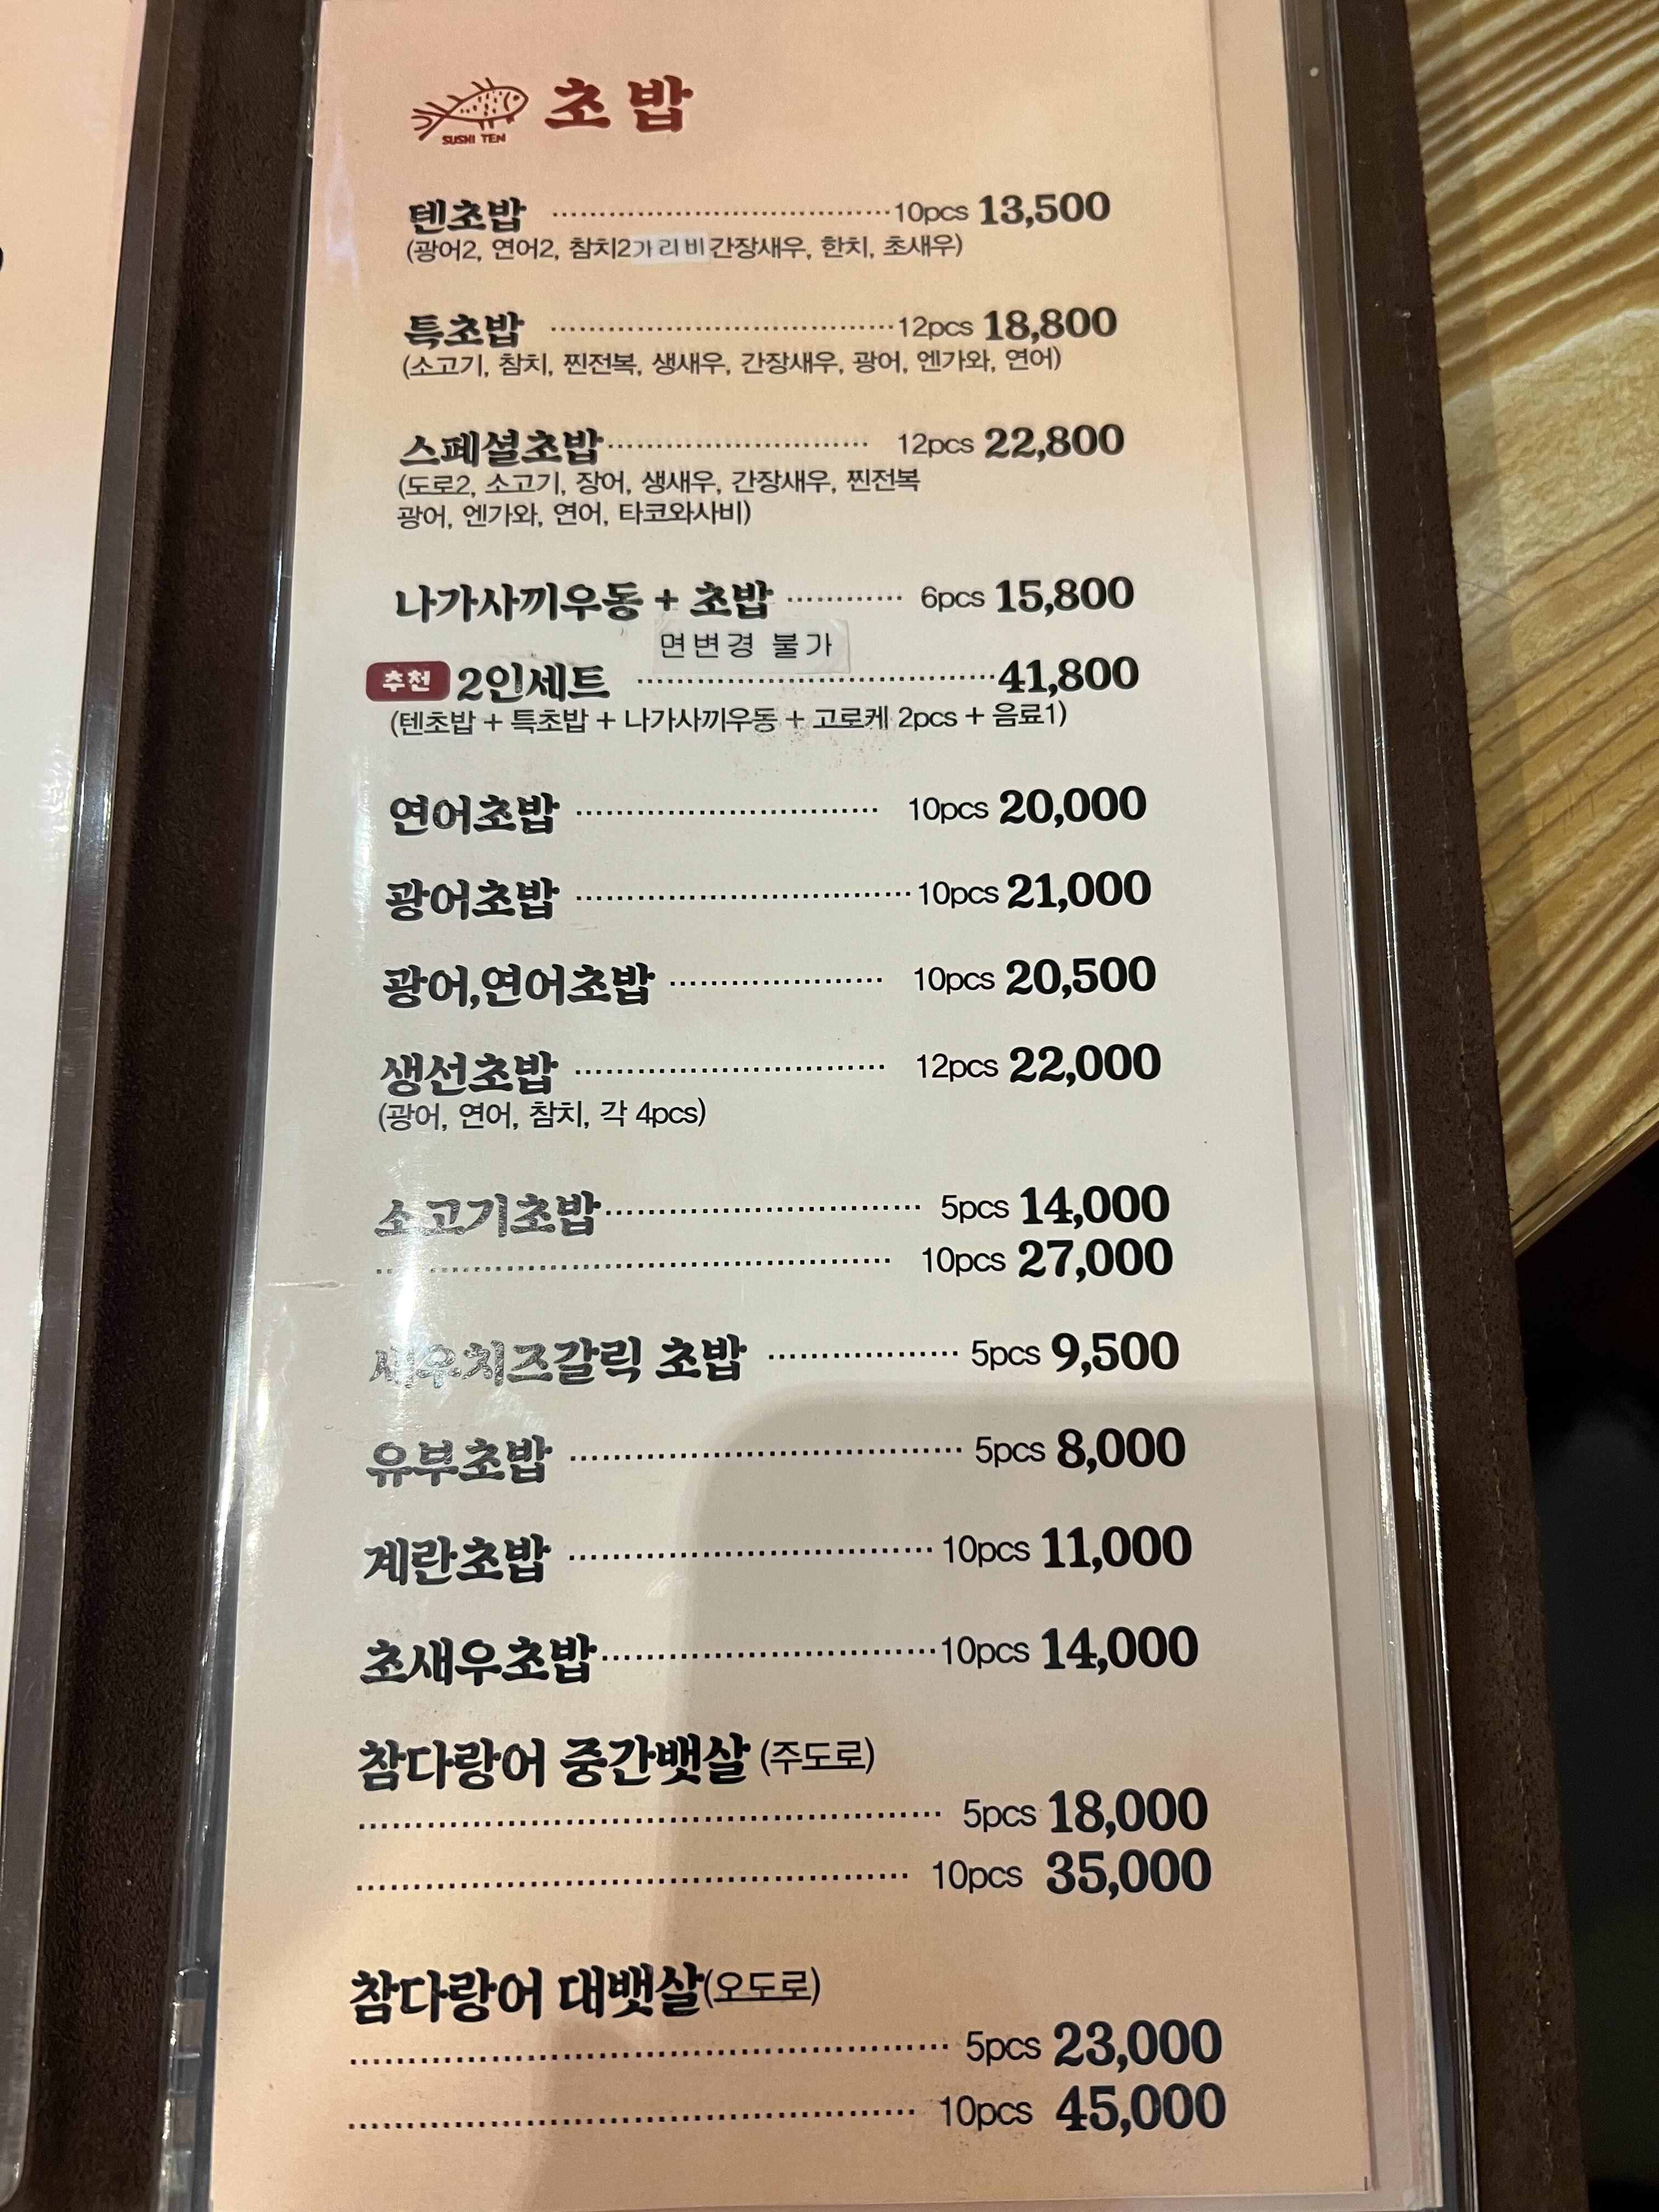 SUSHI TEN
초밥
텐초밥 10pcs 13,500
(광어2, 연어2, 참치2가리비간장새우, 한치, 초새우)
특초밥 12pcs 18,800
(소고기, 참치, 찐전복, 생새우, 간장새우, 광어, 엔가와, 연어)
스페셜초밥 12pcs 22,800
(도로2, 소고기, 장어, 생새우, 간장새우, 찐전복
광어, 엔가와, 연어, 타코와사비)
나가사끼우동 + 초밥 6pcs 15,800
면변경 불가
추천 2인세트 41,800
(텐초밥 + 특초밥 + 나가사끼우동 + 고로케 2pcs + 음료1)
연어초밥 10pcs 20,000
광어초밥 10pcs 21,000
광어,연어초밥 10pcs 20,500
생선초밥 12pcs 22,000
(광어, 연어, 참치, 각 4pcs)
소고기초밥 5pcs 14,000
10pcs 27,000
새우치즈갈릭 초밥 5pcs 9,500
유부초밥 5pcs 8,000
계란초밥 10pcs 11,000
초새우초밥 10pcs 14,000
참다랑어 중간뱃살 (주도로)
5pcs 18,000
10pcs 35,000
참다랑어 대뱃살(오도로)
5pcs 23,000
10pcs 45,000